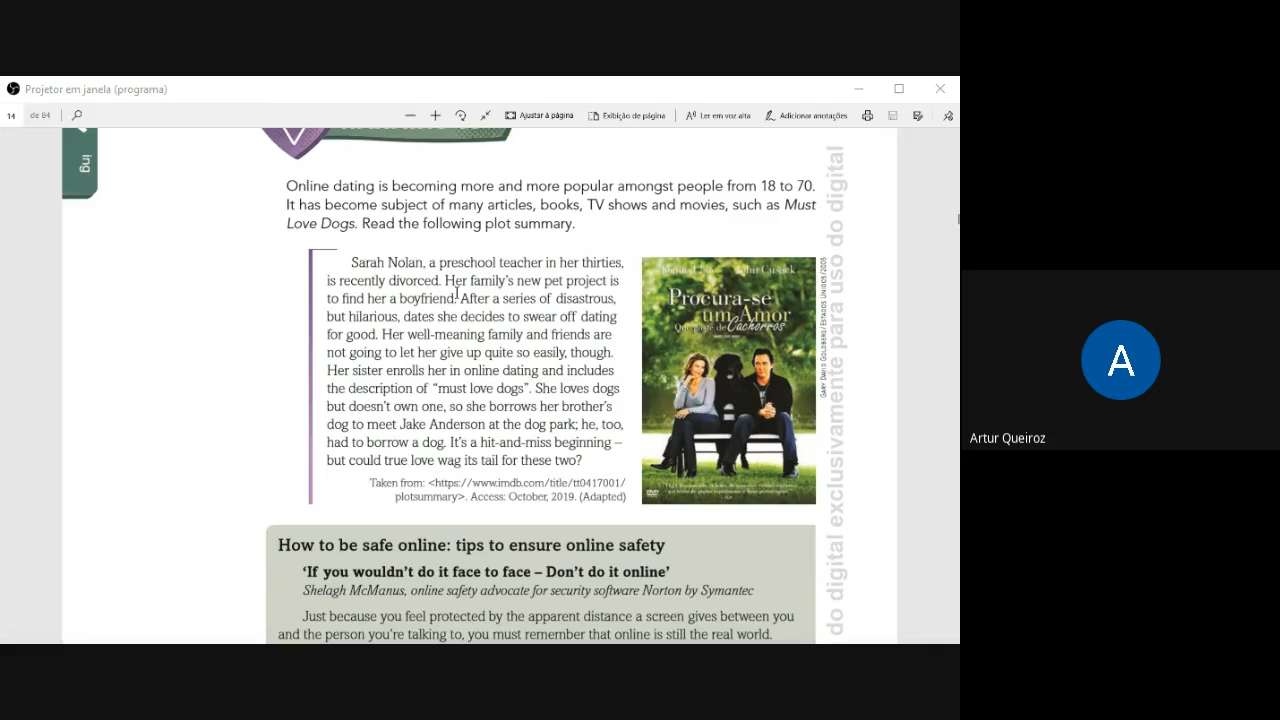 Projetor em janela (programa)
14 de 84
Ajustar à página
Exibição de página
Ler em voz alta
Adicionar anotações
ing
Online dating is becoming more and more popular amongst people from 18 to 70.
It has become subject of many articles, books, TV shows and movies, such as Must
Love Dogs. Read the following plot summary.
Sarah Nolan, a preschool teacher in her thirties,
is recently divorced. Her family's new pet project is
to find her a boyfriend. After a series of disastrous,
but hilarious, dates she decides to swear off dating
for good. Her well-meaning family and friends are
not going to let her give up quite so easily though.
Her sister enrolls her in online dating and includes
the description of “must love dogs”. She loves dogs
but doesn't own one, so she borrows her brother's
dog to meet Jake Anderson at the dog park; he, too,
had to borrow a dog. It's a hit-and-miss beginning –
but could true love wag its tail for these two?
Taken from: <https://www.imdb.com/title/tt0417001/
plotsummary>. Access: October, 2019. (Adapted)
John Cusack
Procura-se
um Amor
Que goste de Cachorros
DVD
GARY DAVID GOLDBERG/ESTADOS UNIDOS/2005
do digital exclusivamente para uso do digital
How to be safe online: tips to ensure online safety
‘If you wouldn't do it face to face – Don't do it online’
Shelagh McManus, online safety advocate for security software Norton by Symantec
Just because you feel protected by the apparent distance a screen gives between you
and the person you're talking to, you must remember that online is still the real world.
A
Artur Queiroz